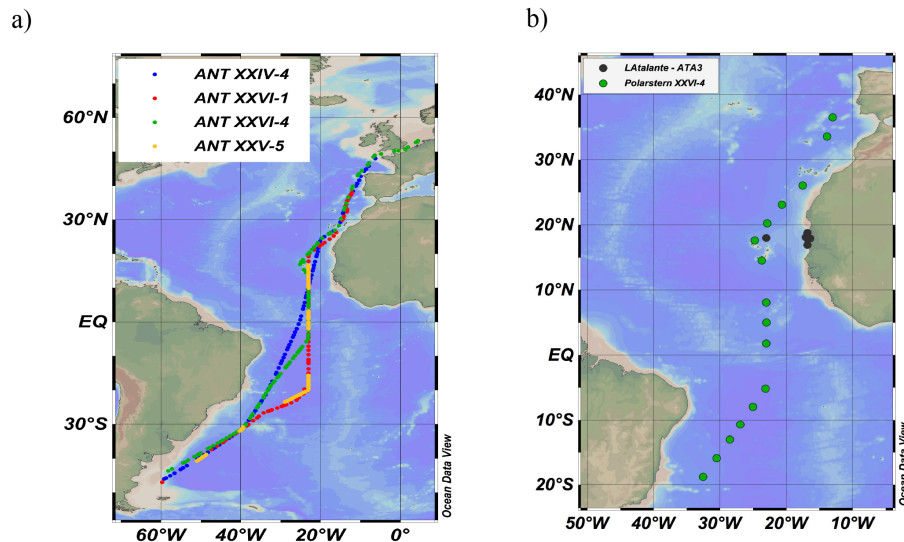 a)
ANT XXIV-4
ANT XXVI-1
ANT XXVI-4
ANT XXV-5
60°N
30°N
EQ
30°S
60°W
40°W
20°W
0°
Ocean Data View
b)
LAtalante - ATA3
Polarstern XXVI-4
40°N
30°N
20°N
10°N
EQ
10°S
20°S
50°W
40°W
30°W
20°W
10°W
Ocean Data View